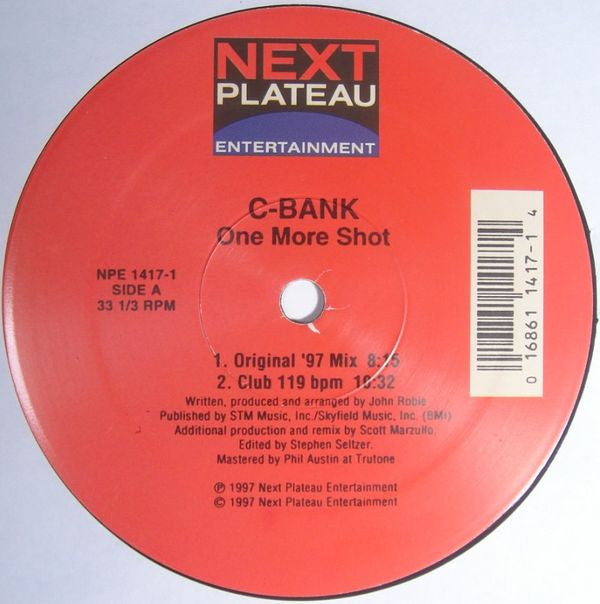 NEXT
PLATEAU
ENTERTAINMENT
C-BANK
One More Shot
NPE 1417-1
SIDE A
33 1/3 RPM
0 16861 1417-1 4
1. Original '97 Mix 8:15
2. Club 119 bpm 10:32
Written, produced and arranged by John Robie
Published by STM Music, Inc./Skyfield Music, Inc. (BMI)
Additional production and remix by Scott Marzullo.
Edited by Stephen Seltzer.
Mastered by Phil Austin at Trutone
℗ 1997 Next Plateau Entertainment
© 1997 Next Plateau Entertainment